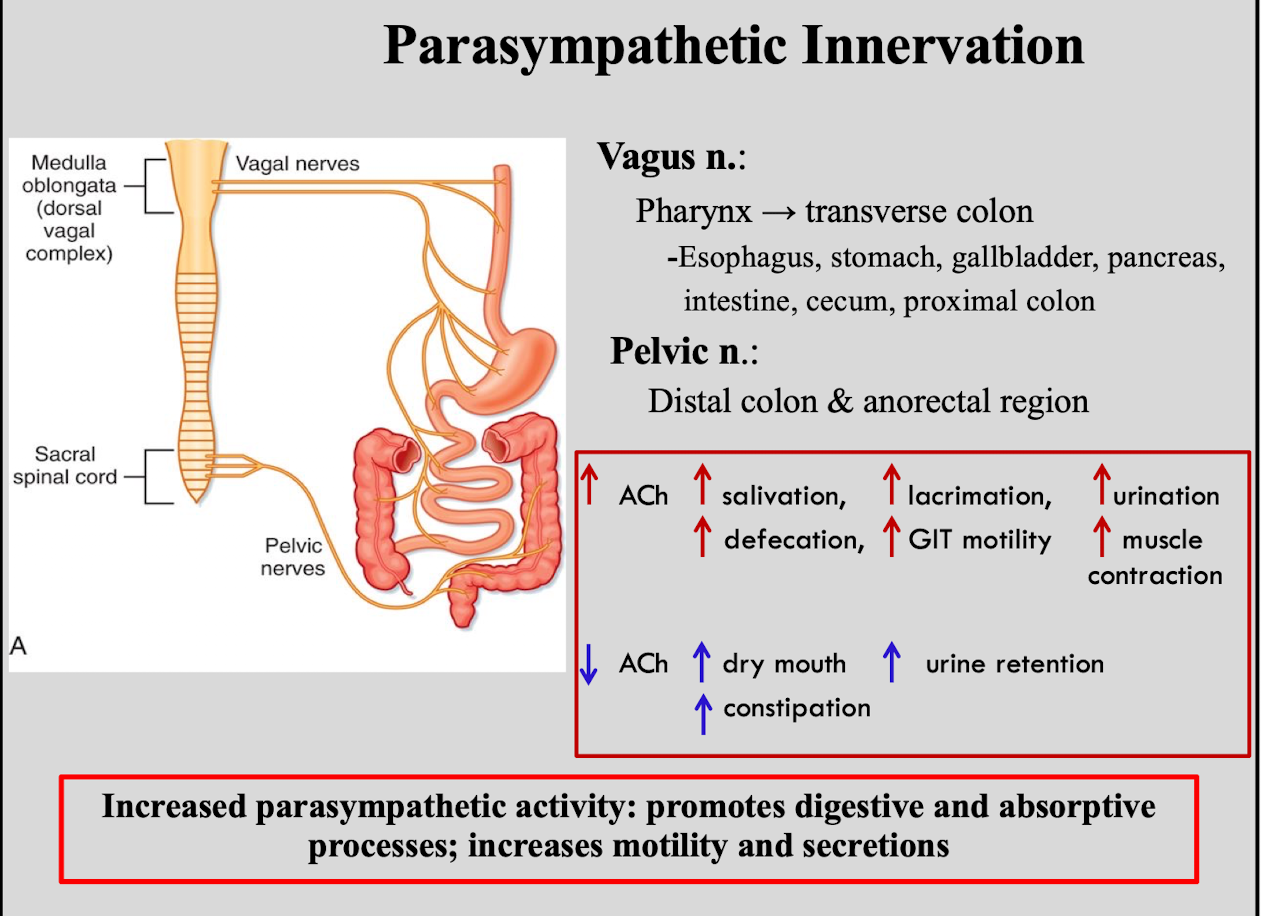 Parasympathetic Innervation
Medulla
oblongata
(dorsal
vagal
complex)
Vagal nerves
Sacral
spinal cord
Pelvic
nerves
A
Vagus n.:
Pharynx → transverse colon
-Esophagus, stomach, gallbladder, pancreas,
intestine, cecum, proximal colon
Pelvic n.:
Distal colon & anorectal region
↑ ACh ↑ salivation, ↑ lacrimation, ↑ urination
↑ defecation, ↑ GIT motility ↑ muscle
contraction
↓ ACh ↑ dry mouth ↑ urine retention
↑ constipation
Increased parasympathetic activity: promotes digestive and absorptive
processes; increases motility and secretions